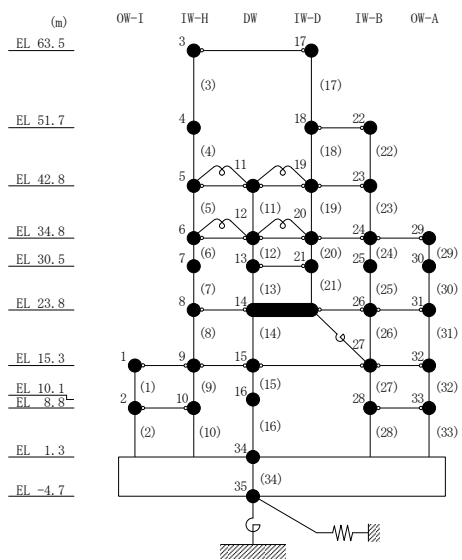 (m) OW-I IW-H DW IW-D IW-B OW-A
EL 63.5 3 17
(3) (17)
EL 51.7 4 18 22
(4) 11 19 (18) (22)
EL 42.8 5 23
(5) 12 (11) 20 (19) (23)
EL 34.8 6 24 29
(6) (12) (20) (24) (29)
EL 30.5 7 13 21 25 30
(7) (13) (21) (25) (30)
EL 23.8 8 14 26 31
(8) (14) 27 (26) (31)
EL 15.3 1 9 15 32
(1) (9) (15) (27) (32)
EL 10.1 16
EL 8.8 2 10 28 33
(2) (10) (16) (28) (33)
EL 1.3 34
(34)
EL -4.7 35